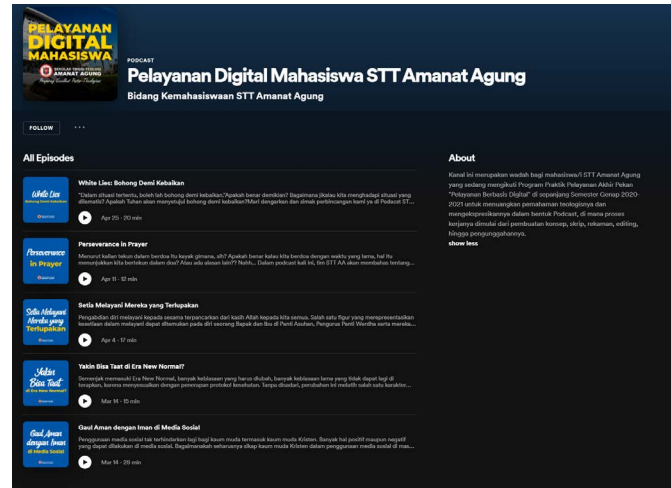 PELAYANAN
DIGITAL
MAHASISWA
SEKOLAH TINGGI TEOLOGI
AMANAT AGUNG
PODCAST
Pelayanan Digital Mahasiswa STT Amanat Agung
Bidang Kemahasiswaan STT Amanat Agung
FOLLOW
All Episodes
White Lies
Bohong Demi Kebaikan
White Lies: Bohong Demi Kebaikan
"Dalam situasi tertentu, boleh lah bohong demi kebaikan."Apakah benar demikian? Bagaimana jikalau kita menghadapi situasi yang
dilematis? Apakah Tuhan akan menyetujui bohong demi kebaikan?Mari dengarkan dan simak perbincangan kami ya di Podacst ST...
Apr 25 · 20 min
Perseverance
in Prayer
Perseverance in Prayer
Menurut kalian tekun dalam berdoa itu kayak gimana, sih? Apakah benar kalau kita berdoa dengan waktu yang lama, hal itu
menunjukkan kita bertekun dalam doa? Atau ada alasan lain?? Nahh... Dalam podcast kali ini, tim STT AA akan membahas tentang...
Apr 11 · 12 min
Setia Melayani
Mereka yang
Terlupakan
Setia Melayani Mereka yang Terlupakan
Pengabdian diri melayani kepada sesama terpancarkan dari kasih Allah kepada kita semua. Salah satu figur yang merepresentasikan
kesetiaan dalam melayani dapat ditemukan pada diri seorang Bapak dan Ibu di Panti Asuhan, Pengurus Panti Werdha serta mereka...
Apr 4 · 17 min
Yakin
Bisa Taat
di Era New Normal?
Yakin Bisa Taat di Era New Normal?
Semenjak memasuki Era New Normal, banyak kebiasaan yang harus diubah, banyak kebiasaan lama yang tidak dapat lagi di
terapkan, karena menyesuaikan dengan penerapan protokol kesehatan. Tanpa disadari, perubahan ini melatih salah satu karakter...
Mar 14 · 15 min
Gaul Aman
dengan Iman
di Media Sosial
Gaul Aman dengan Iman di Media Sosial
Penggunaan media sosial tak terhindarkan lagi bagi kaum muda termasuk kaum muda Kristen. Banyak hal positif maupun negatif
yang dapat dilakukan di media sosial. Bagaimanakah seharusnya sikap kaum muda Kristen dalam penggunaan media sosial di mas...
Mar 14 · 29 min
About
Kanal ini merupakan wadah bagi mahasiswa/i STT Amanat Agung
yang sedang mengikuti Program Praktik Pelayanan Akhir Pekan
"Pelayanan Berbasis Digital" di sepanjang Semester Genap 2020-
2021 untuk menuangkan pemahaman teologisnya dan
mengekspresikannya dalam bentuk Podcast, di mana proses
kerjanya dimulai dari pembuatan konsep, skrip, rekaman, editing,
hingga pengunggahannya.
show less